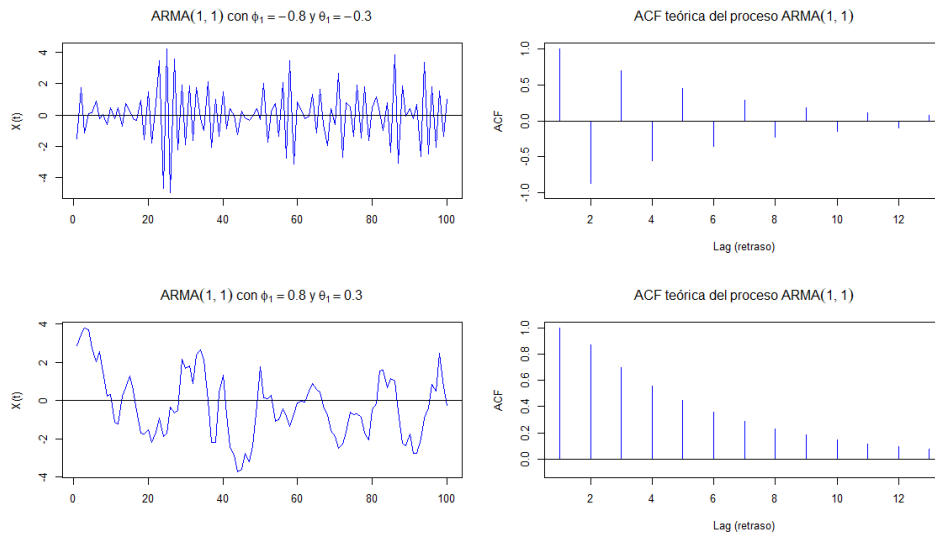 ARMA(1, 1) con ϕ₁ = −0.8 y θ₁ = −0.3
X(t)
4
2
0
-2
-4
0 20 40 60 80 100
ACF teórica del proceso ARMA(1, 1)
ACF
1.0
0.5
0.0
-0.5
-1.0
2 4 6 8 10 12
Lag (retraso)
ARMA(1, 1) con ϕ₁ = 0.8 y θ₁ = 0.3
X(t)
4
2
0
-2
-4
0 20 40 60 80 100
ACF teórica del proceso ARMA(1, 1)
ACF
1.0
0.8
0.6
0.4
0.2
0.0
2 4 6 8 10 12
Lag (retraso)